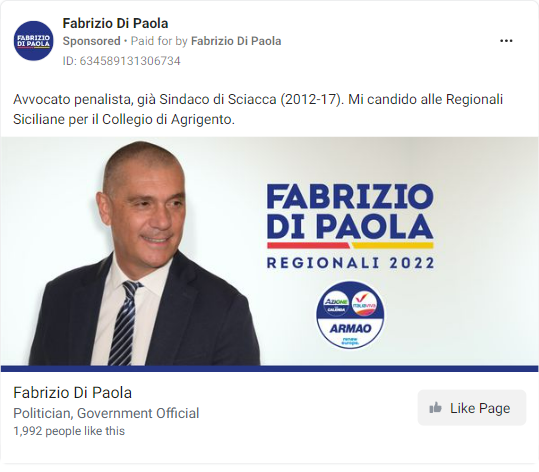 FABRIZIO
DI PAOLA
Fabrizio Di Paola
Sponsored • Paid for by Fabrizio Di Paola
ID: 634589131306734
Avvocato penalista, già Sindaco di Sciacca (2012-17). Mi candido alle Regionali
Siciliane per il Collegio di Agrigento.
FABRIZIO
DI PAOLA
REGIONALI 2022
AZIONE
CALENDA
ITALIA VIVA
ARMAO
renew
europe
Fabrizio Di Paola
Politician, Government Official
1,992 people like this
Like Page